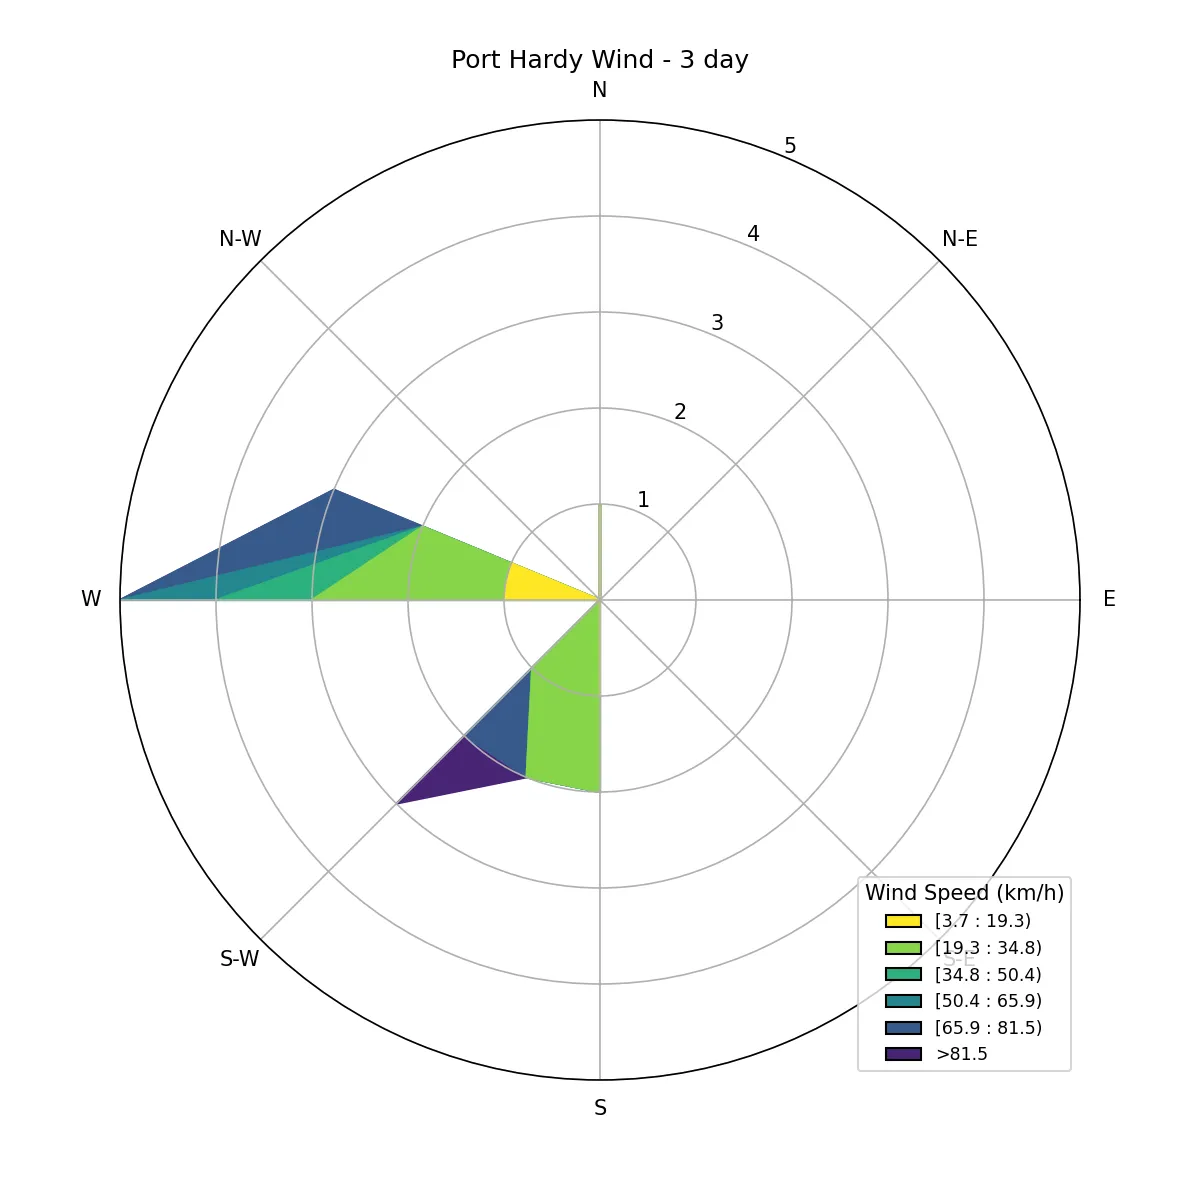 Port Hardy Wind - 3 day
N
5
N-W
4
N-E
3
2
1
W
E
S-W
S-E
S
Wind Speed (km/h)
[3.7 : 19.3)
[19.3 : 34.8)
[34.8 : 50.4)
[50.4 : 65.9)
[65.9 : 81.5)
>81.5